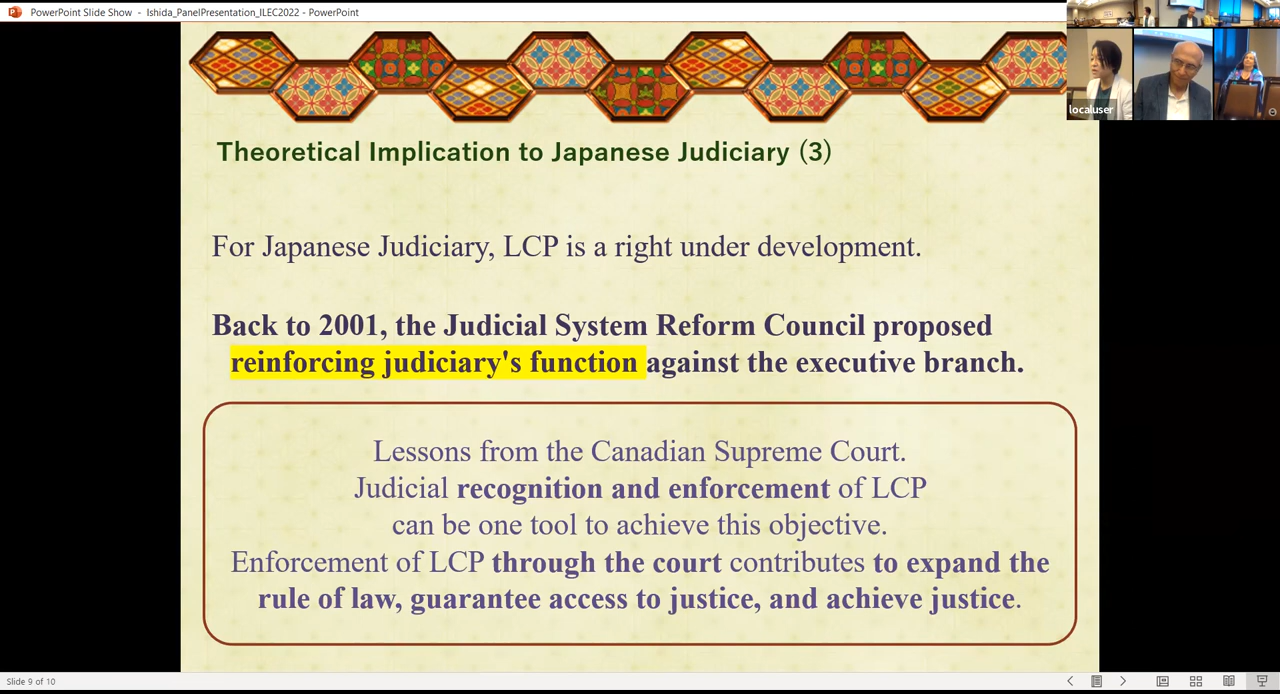 PowerPoint Slide Show - Ishida_PanelPresentation_ILEC2022 - PowerPoint
localuser
Theoretical Implication to Japanese Judiciary (3)
For Japanese Judiciary, LCP is a right under development.
Back to 2001, the Judicial System Reform Council proposed
reinforcing judiciary's function against the executive branch.
Lessons from the Canadian Supreme Court.
Judicial recognition and enforcement of LCP
can be one tool to achieve this objective.
Enforcement of LCP through the court contributes to expand the
rule of law, guarantee access to justice, and achieve justice.
Slide 9 of 10